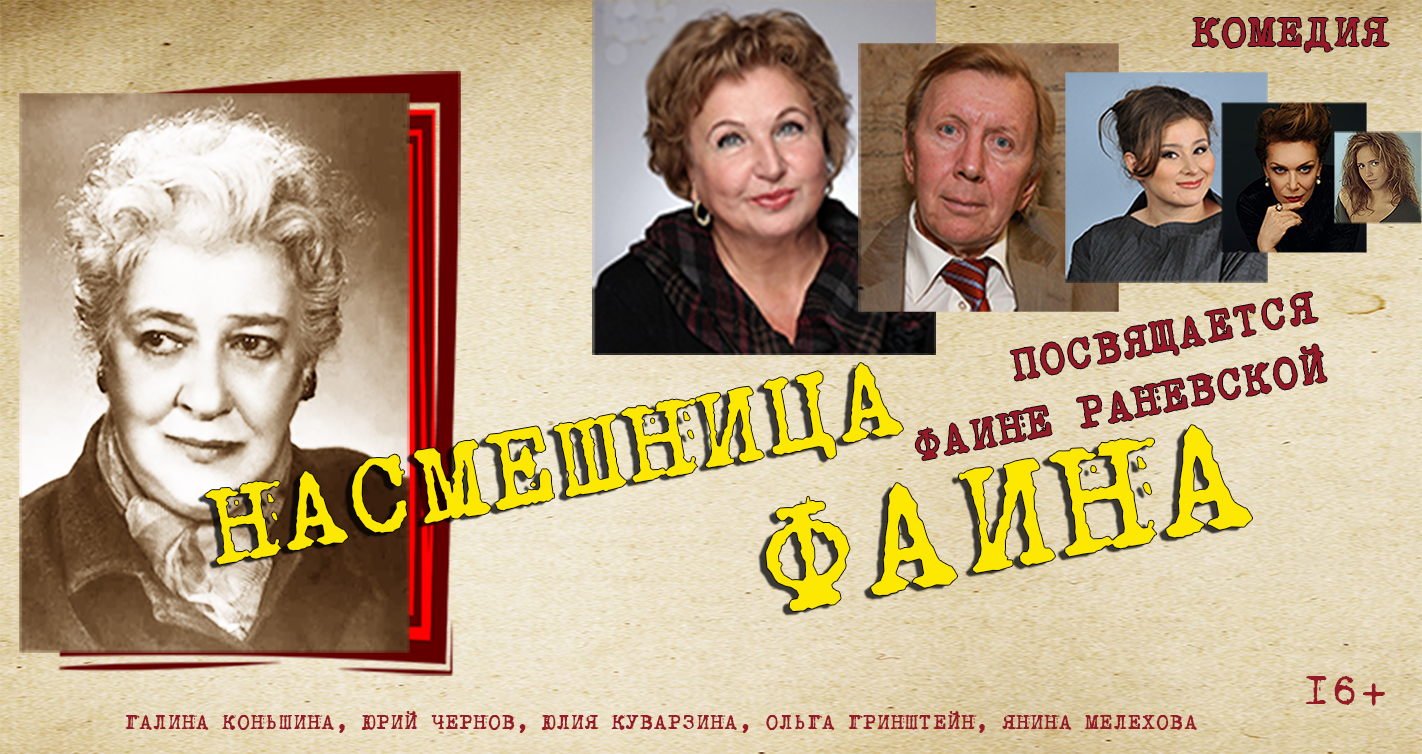 КОМЕДИЯ
ПОСВЯЩАЕТСЯ
ФАИНЕ РАНЕВСКОЙ
НАСМЕШНИЦА
ФАИНА
16+
ГАЛИНА КОНЬШИНА, ЮРИЙ ЧЕРНОВ, ЮЛИЯ КУВАРЗИНА, ОЛЬГА ГРИНШТЕЙН, ЯНИНА МЕЛЕХОВА